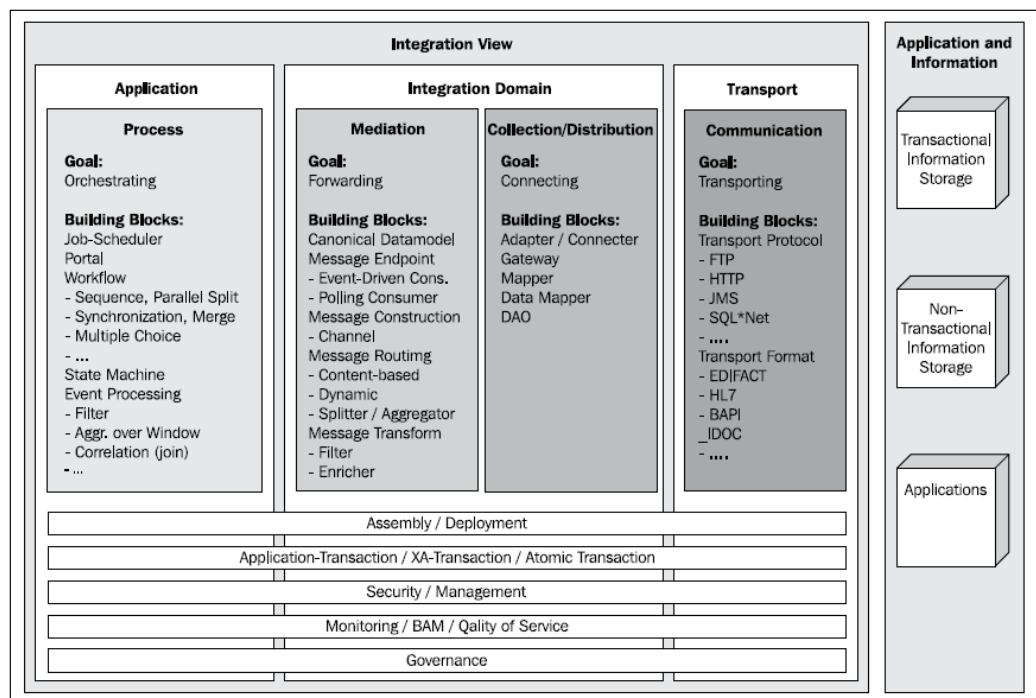 Integration View
Application
Process
Goal:
Orchestrating
Building Blocks:
Job-Scheduler
Portal
Workflow
- Sequence, Parallel Split
- Synchronization, Merge
- Multiple Choice
- ...
State Machine
Event Processing
- Filter
- Aggr. over Window
- Correlation (join)
- ...
Integration Domain
Mediation
Goal:
Forwarding
Building Blocks:
Canonical Datamodel
Message Endpoint
- Event-Driven Cons.
- Polling Consumer
Message Construction
- Channel
Message Routimg
- Content-based
- Dynamic
- Splitter / Aggregator
Message Transform
- Filter
- Enricher
Collection/Distribution
Goal:
Connecting
Building Blocks:
Adapter / Connecter
Gateway
Mapper
Data Mapper
DAO
Transport
Communication
Goal:
Transporting
Building Blocks:
Transport Protocol
- FTP
- HTTP
- JMS
- SQL*Net
- ....
Transport Format
- EDIFACT
- HL7
- BAPI
_IDOC
- ....
Assembly / Deployment
Application-Transaction / XA-Transaction / Atomic Transaction
Security / Management
Monitoring / BAM / Qality of Service
Governance
Application and
Information
Transactional
Information
Storage
Non-
Transactional
Information
Storage
Applications